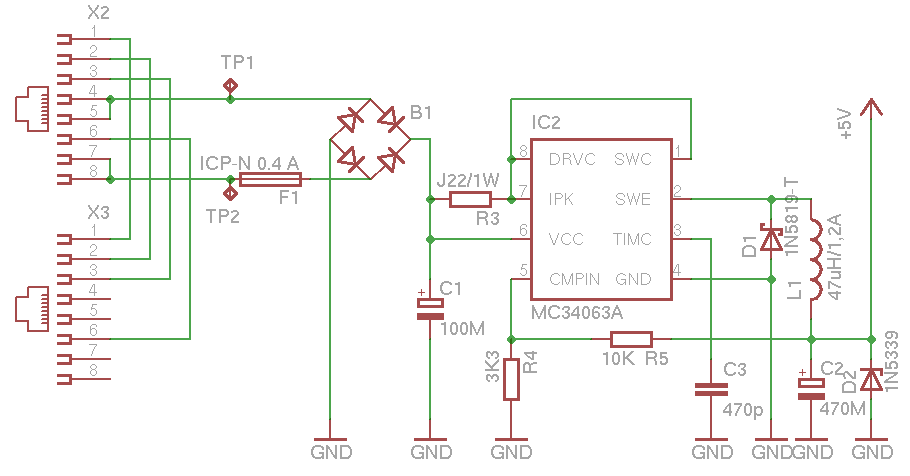 X2
1
2
3
4
5
6
7
8
TP1
TP2
ICP-N 0.4 A
F1
B1
X3
1
2
3
4
5
6
7
8
J22/1W
R3
C1
100M
IC2
8 DRVC SWC 1
7 IPK SWE 2
6 VCC TIMC 3
5 CMPIN GND 4
MC34063A
3K3
R4
10K R5
C3
470p
D1
1N5819-T
L1
47uH/1,2A
+5V
C2
470M
D2
1N5339
+
+
GND
GND
GND
GND
GND
GND
GND